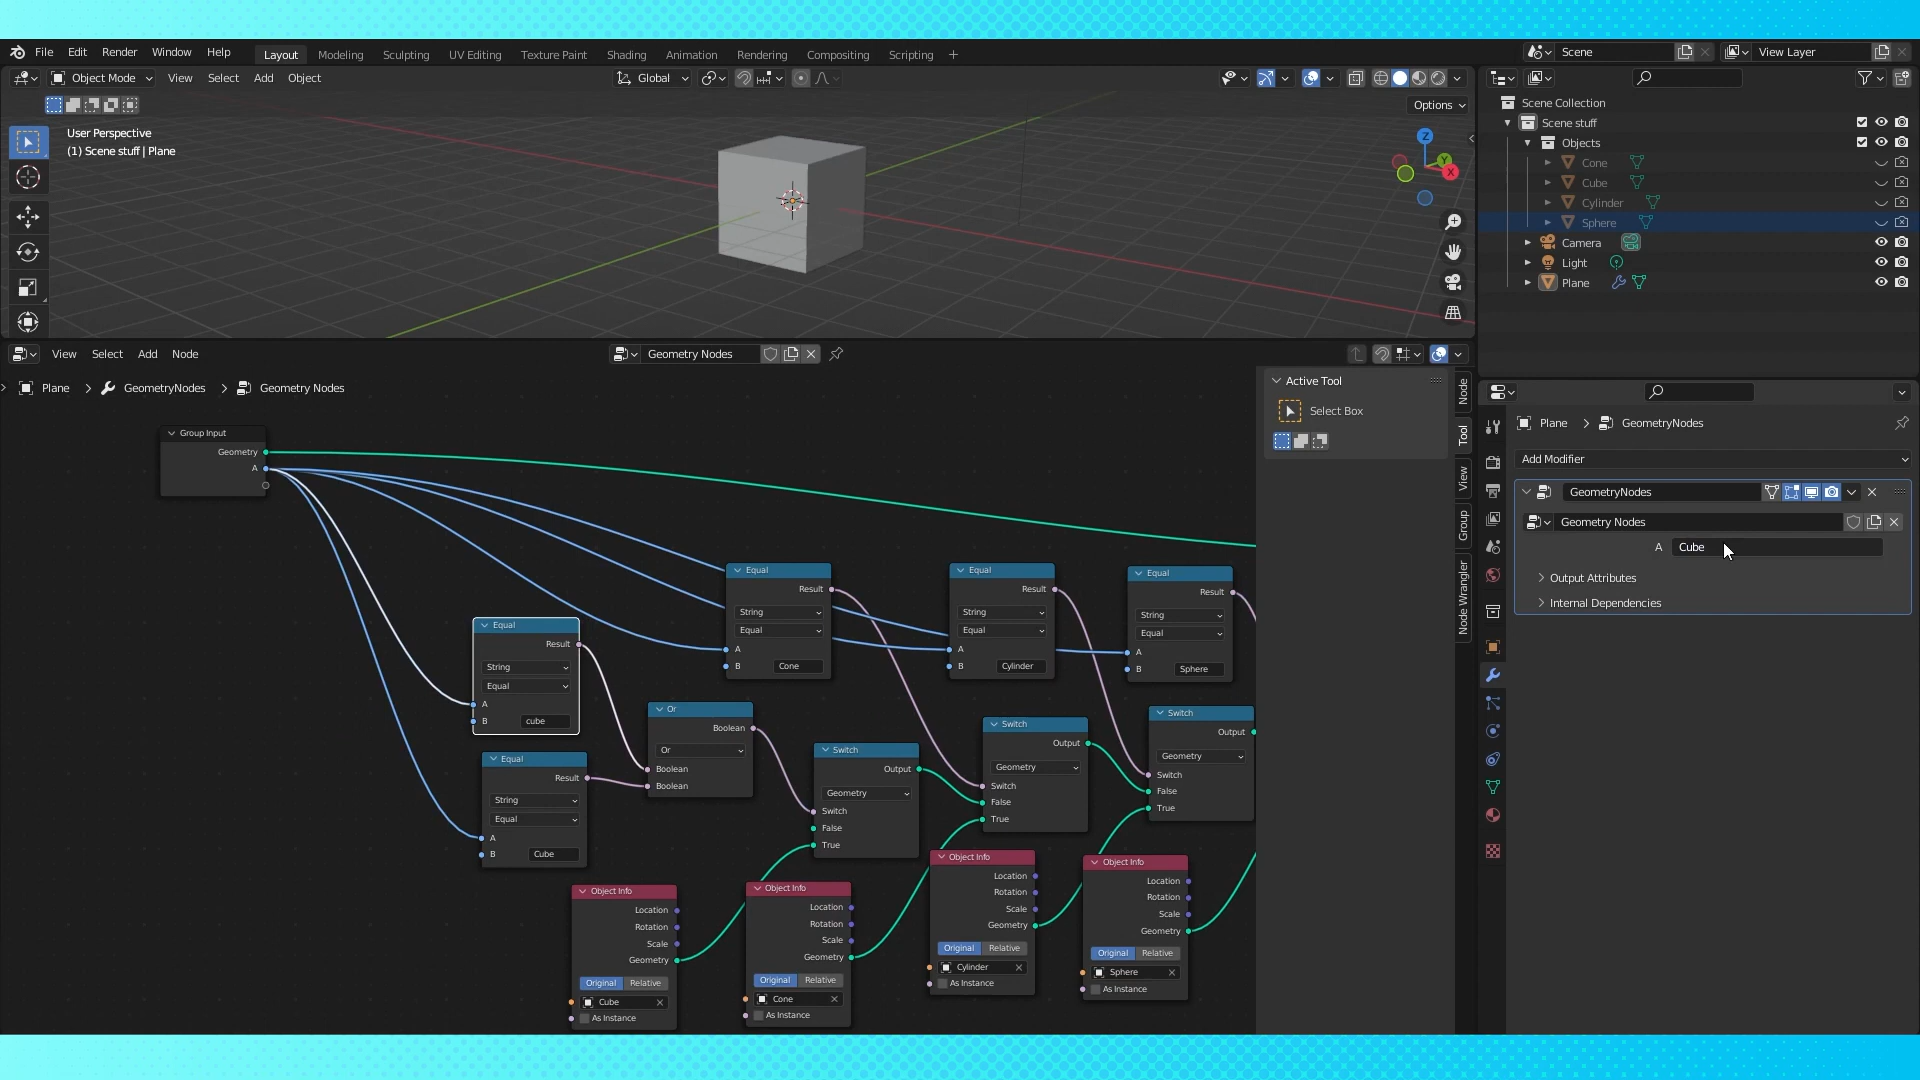 File Edit Render Window Help Layout Modeling Sculpting UV Editing Texture Paint Shading Animation Rendering Compositing Scripting + Scene View Layer
Object Mode View Select Add Object Global
Options
User Perspective
(1) Scene stuff | Plane
Z
Y
X
Scene Collection
Scene stuff
Objects
Cone
Cube
Cylinder
Sphere
Camera
Light
Plane
View Select Add Node Geometry Nodes
Plane > GeometryNodes > Geometry Nodes
Active Tool
Select Box
Node
Tool
View
Group
Node Wrangler
Group Input
Geometry
A
Equal
Result
String
Equal
A
B cube
Equal
Result
String
Equal
A
B Cube
Or
Boolean
Or
Boolean
Boolean
Equal
Result
String
Equal
A
B Cone
Equal
Result
String
Equal
A
B Cylinder
Equal
Result
String
Equal
A
B Sphere
Switch
Output
Geometry
Switch
False
True
Switch
Output
Geometry
Switch
False
True
Switch
Output
Geometry
Switch
False
True
Object Info
Location
Rotation
Scale
Geometry
Original Relative
Cube
As Instance
Object Info
Location
Rotation
Scale
Geometry
Original Relative
Cone
As Instance
Object Info
Location
Rotation
Scale
Geometry
Original Relative
Cylinder
As Instance
Object Info
Location
Rotation
Scale
Geometry
Original Relative
Sphere
As Instance
Plane > GeometryNodes
Add Modifier
GeometryNodes
Geometry Nodes
A Cube
Output Attributes
Internal Dependencies